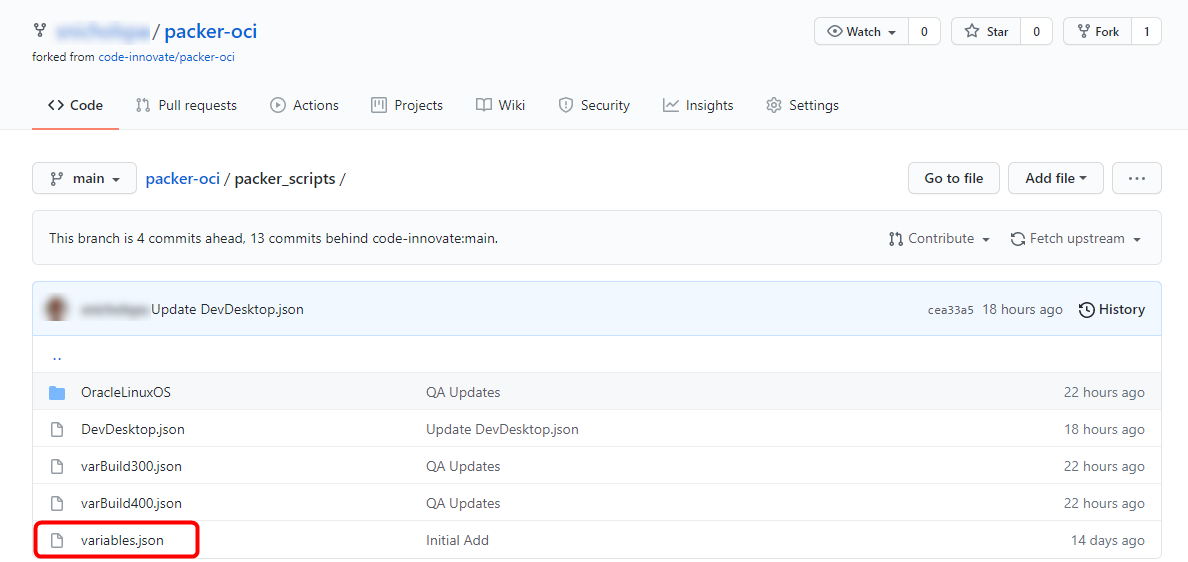 / packer-oci
Watch 0 Star 0 Fork 1
forked from code-innovate/packer-oci
Code Pull requests Actions Projects Wiki Security Insights Settings
main packer-oci / packer_scripts / Go to file Add file ...
This branch is 4 commits ahead, 13 commits behind code-innovate:main. Contribute Fetch upstream
Update DevDesktop.json cea33a5 18 hours ago History
..
OracleLinuxOS QA Updates 22 hours ago
DevDesktop.json Update DevDesktop.json 18 hours ago
varBuild300.json QA Updates 22 hours ago
varBuild400.json QA Updates 22 hours ago
variables.json Initial Add 14 days ago